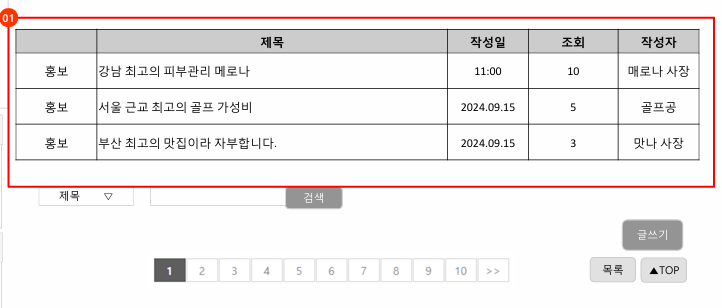 01
제목 작성일 조회 작성자
홍보 강남 최고의 피부관리 메로나 11:00 10 매로나 사장
홍보 서울 근교 최고의 골프 가성비 2024.09.15 5 골프공
홍보 부산 최고의 맛집이라 자부합니다. 2024.09.15 3 맛나 사장
제목 ▽ 검색
글쓰기
1 2 3 4 5 6 7 8 9 10 >> 목록 ▲TOP